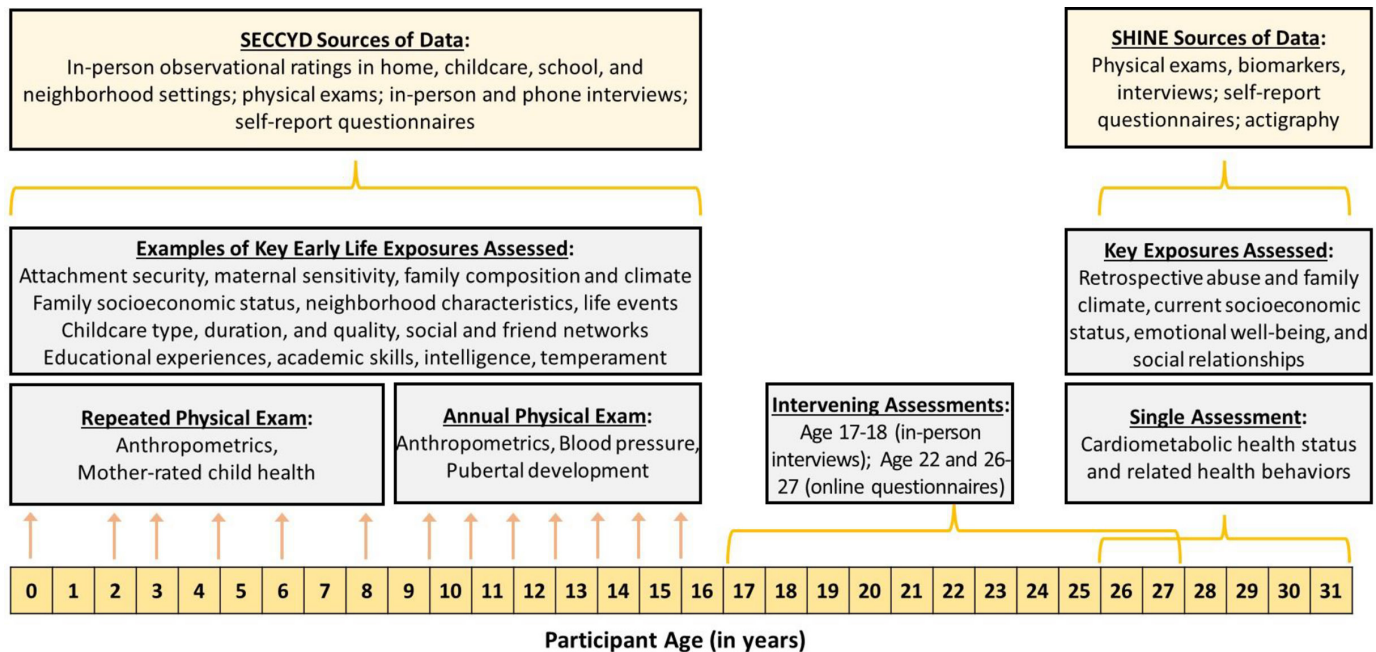 SECCYD Sources of Data:
In-person observational ratings in home, childcare, school, and
neighborhood settings; physical exams; in-person and phone interviews;
self-report questionnaires
SHINE Sources of Data:
Physical exams, biomarkers,
interviews; self-report
questionnaires; actigraphy
Examples of Key Early Life Exposures Assessed:
Attachment security, maternal sensitivity, family composition and climate
Family socioeconomic status, neighborhood characteristics, life events
Childcare type, duration, and quality, social and friend networks
Educational experiences, academic skills, intelligence, temperament
Key Exposures Assessed:
Retrospective abuse and family
climate, current socioeconomic
status, emotional well-being, and
social relationships
Repeated Physical Exam:
Anthropometrics,
Mother-rated child health
Annual Physical Exam:
Anthropometrics, Blood pressure,
Pubertal development
Intervening Assessments:
Age 17-18 (in-person
interviews); Age 22 and 26-
27 (online questionnaires)
Single Assessment:
Cardiometabolic health status
and related health behaviors
0 1 2 3 4 5 6 7 8 9 10 11 12 13 14 15 16 17 18 19 20 21 22 23 24 25 26 27 28 29 30 31
Participant Age (in years)